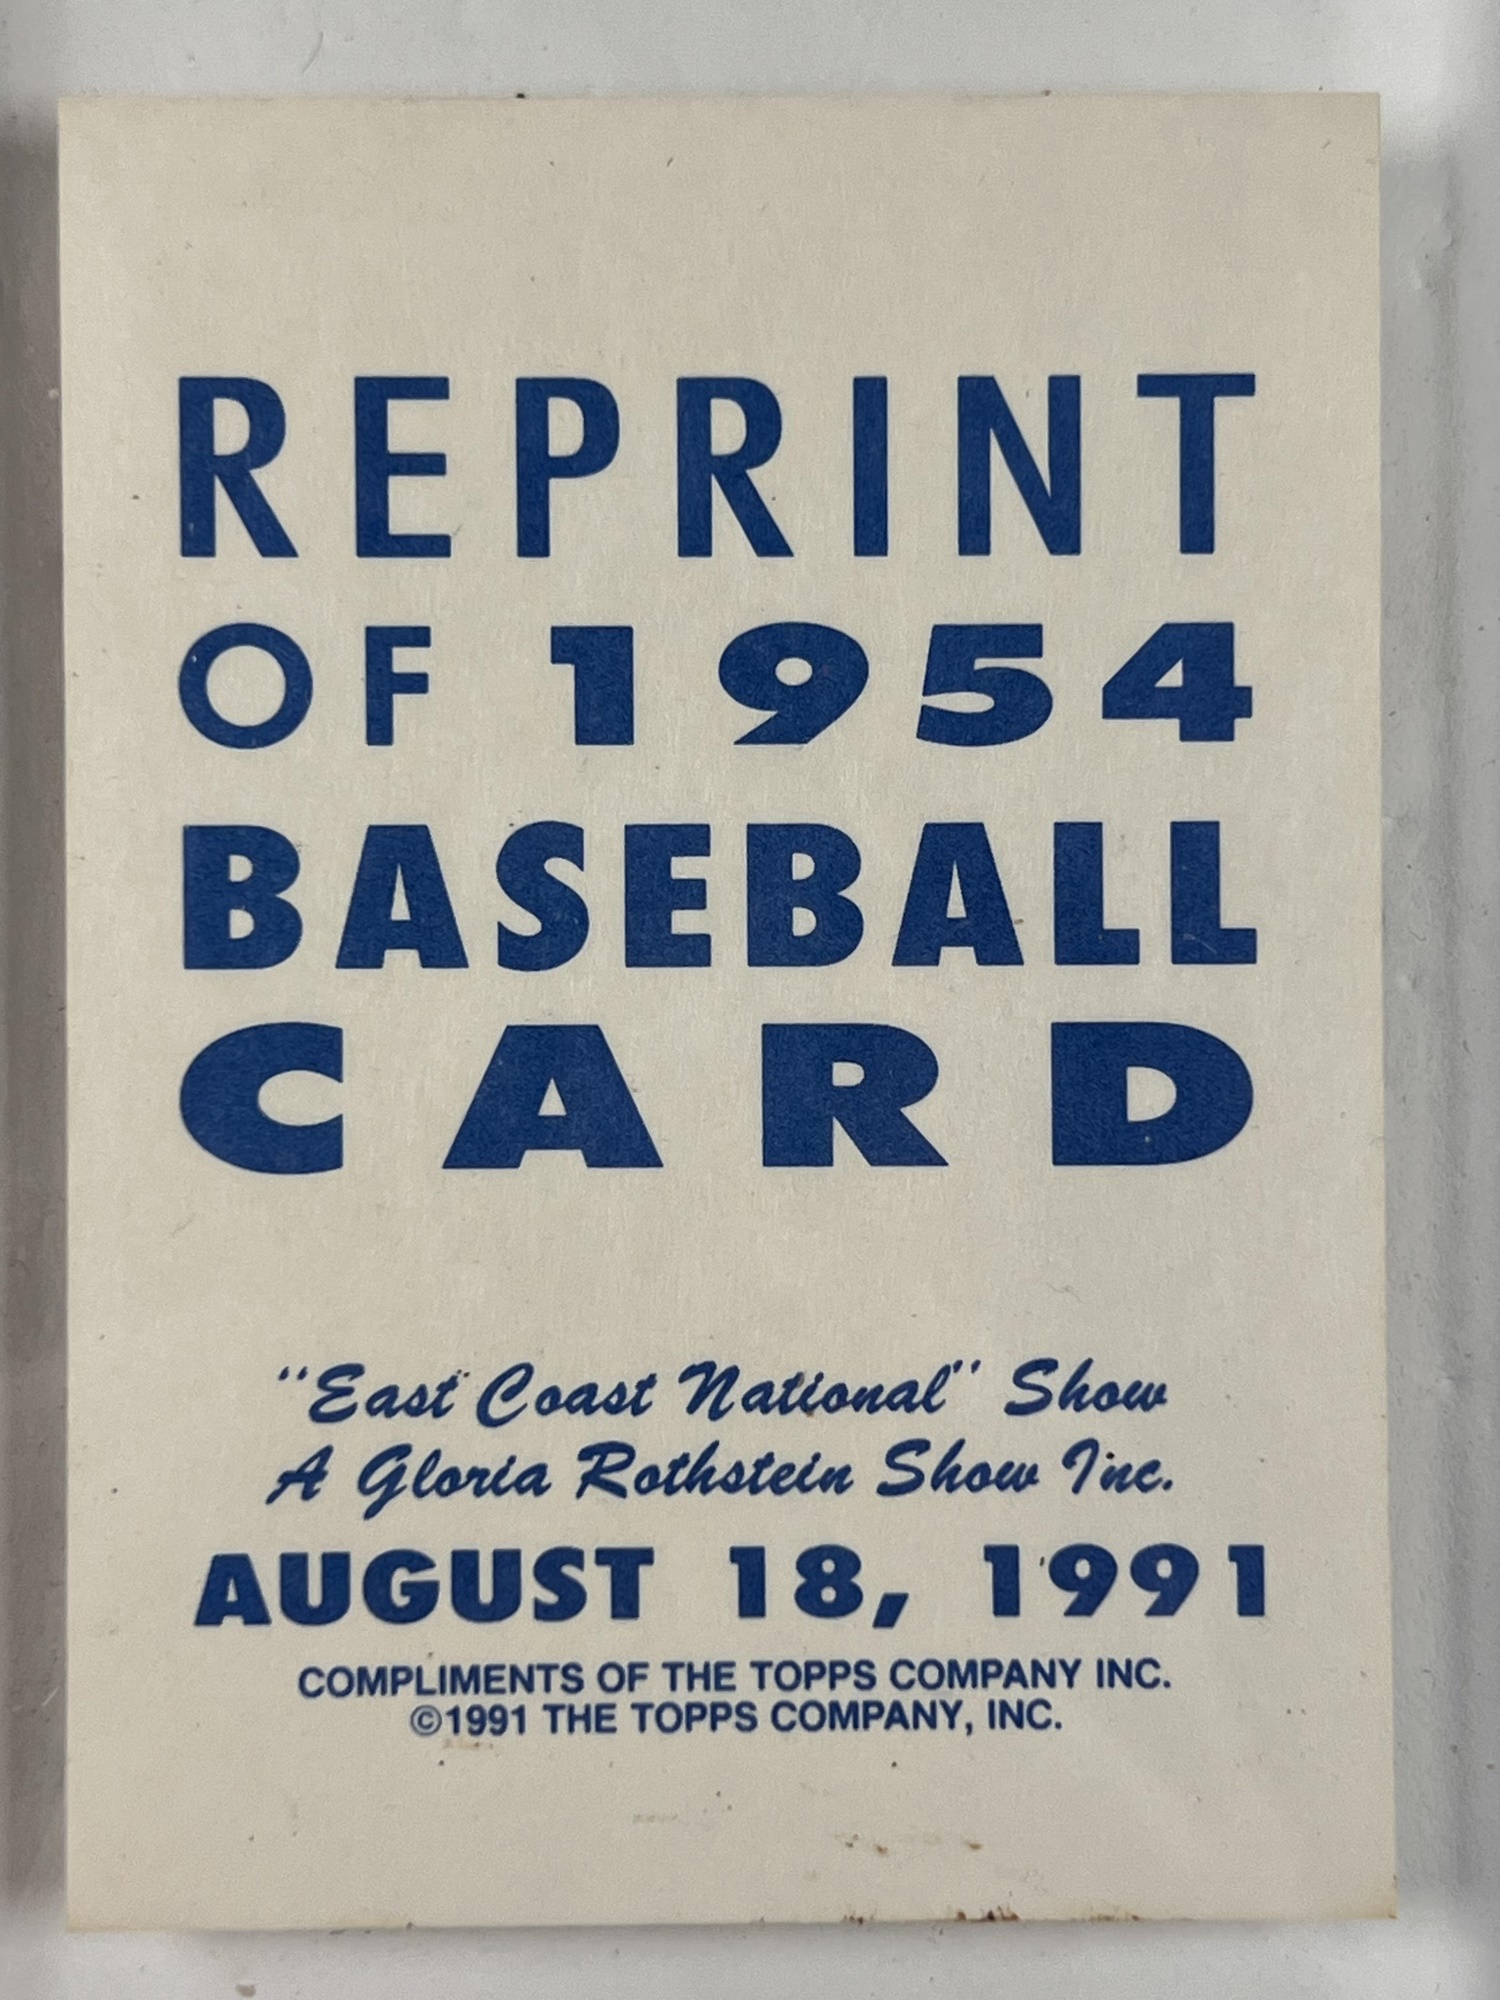 REPRINT
OF 1954
BASEBALL
CARD
"East Coast National" Show
A Gloria Rothstein Show Inc.
AUGUST 18, 1991
COMPLIMENTS OF THE TOPPS COMPANY INC.
©1991 THE TOPPS COMPANY, INC.